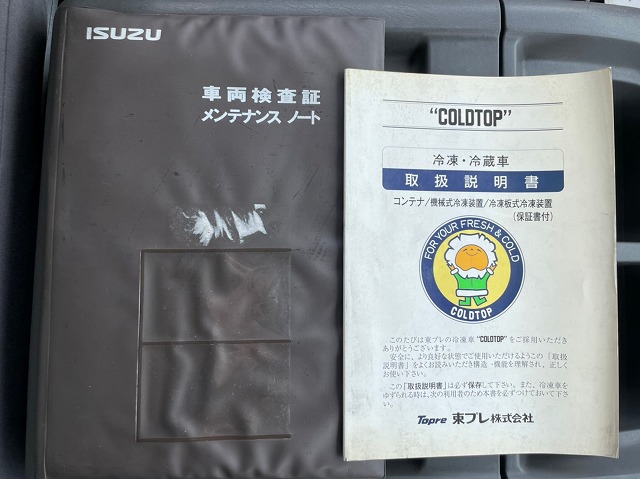 ISUZU
車両検査証
メンテナンス ノート
"COLDTOP"
冷凍・冷蔵車
取扱説明書
コンテナ/機械式冷凍装置/冷凍板式冷凍装置
(保証書付)
FOR YOUR FRESH & COLD
COLDTOP
このたびは東プレの冷凍車"COLDTOP"をご採用いただき
ありがとうございます。
安全に、より良好な状態でご使用いただけるようこの「取扱
説明書」をよくお読みいただき構造・機能を理解され、正しく
お使い下さい。
この「取扱説明書」は必ず保存して下さい。また、冷凍車を
ゆずられる時は、次の利用者のため本書を必ずつけておいて下さ
い。
Topre 東プレ株式会社